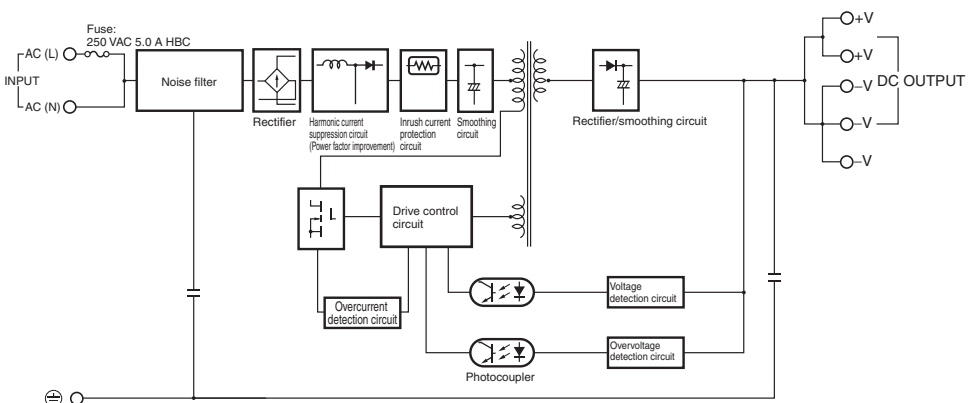 Fuse:
250 VAC 5.0 A HBC
AC (L)
INPUT
AC (N)
Noise filter
Rectifier
Harmonic current
suppression circuit
(Power factor improvement)
Inrush current
protection
circuit
Smoothing
circuit
Rectifier/smoothing circuit
+V
+V
–V
DC OUTPUT
–V
–V
Drive control
circuit
Overcurrent
detection circuit
Voltage
detection circuit
Overvoltage
detection circuit
Photocoupler